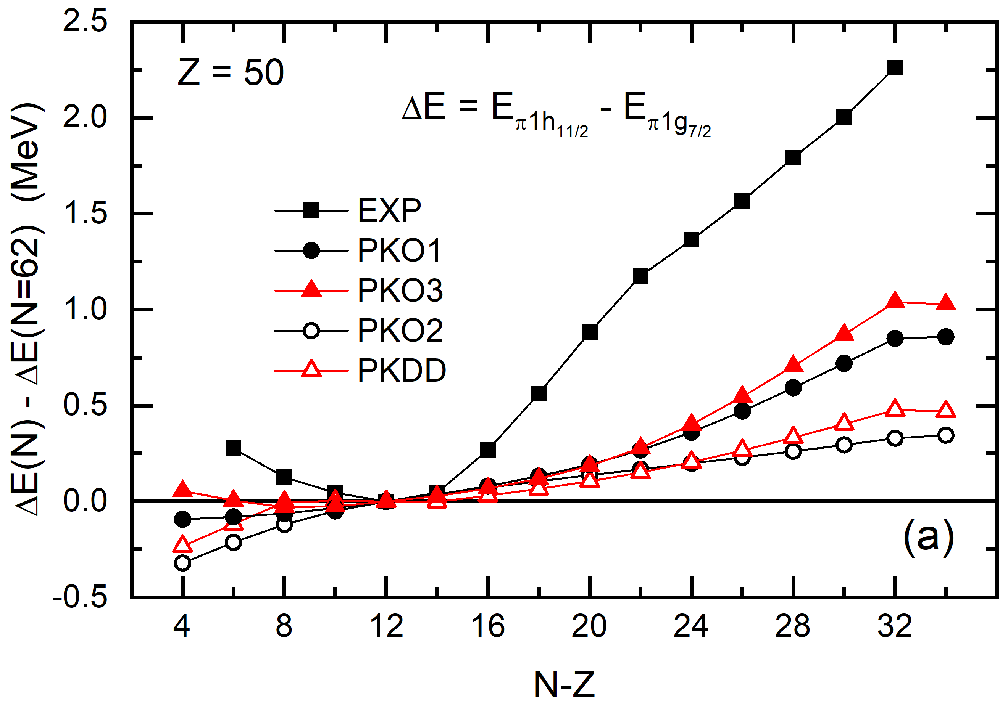 2.5
2.0
1.5
1.0
0.5
0.0
-0.5
ΔE(N) - ΔE(N=62) (MeV)
Z = 50
ΔE = Eπ1h11/2 - Eπ1g7/2
EXP
PKO1
PKO3
PKO2
PKDD
(a)
4 8 12 16 20 24 28 32
N-Z